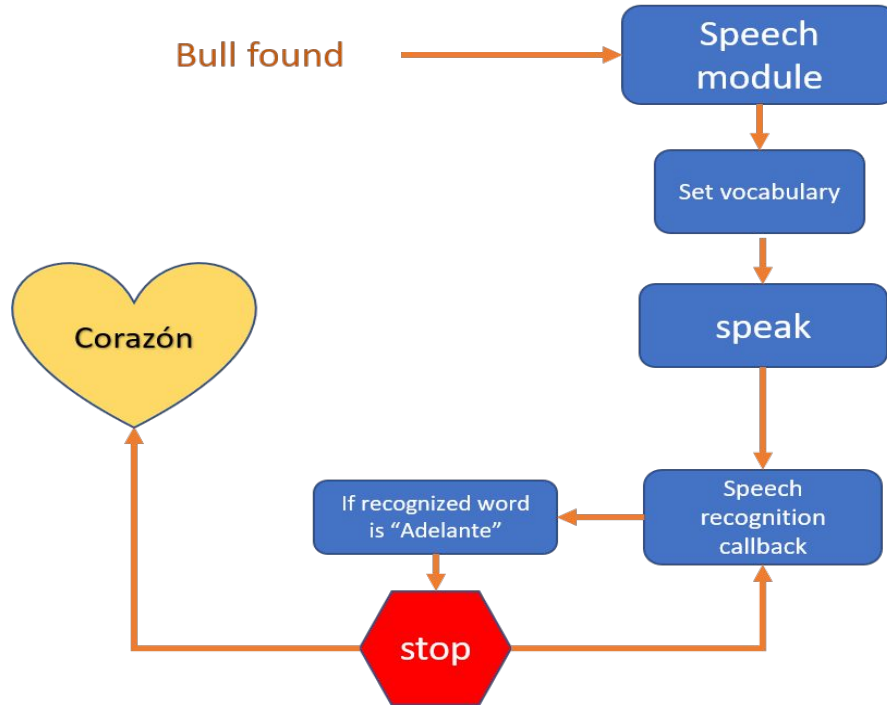 Bull found
Speech
module
Set vocabulary
speak
Corazón
If recognized word
is “Adelante”
Speech
recognition
callback
stop